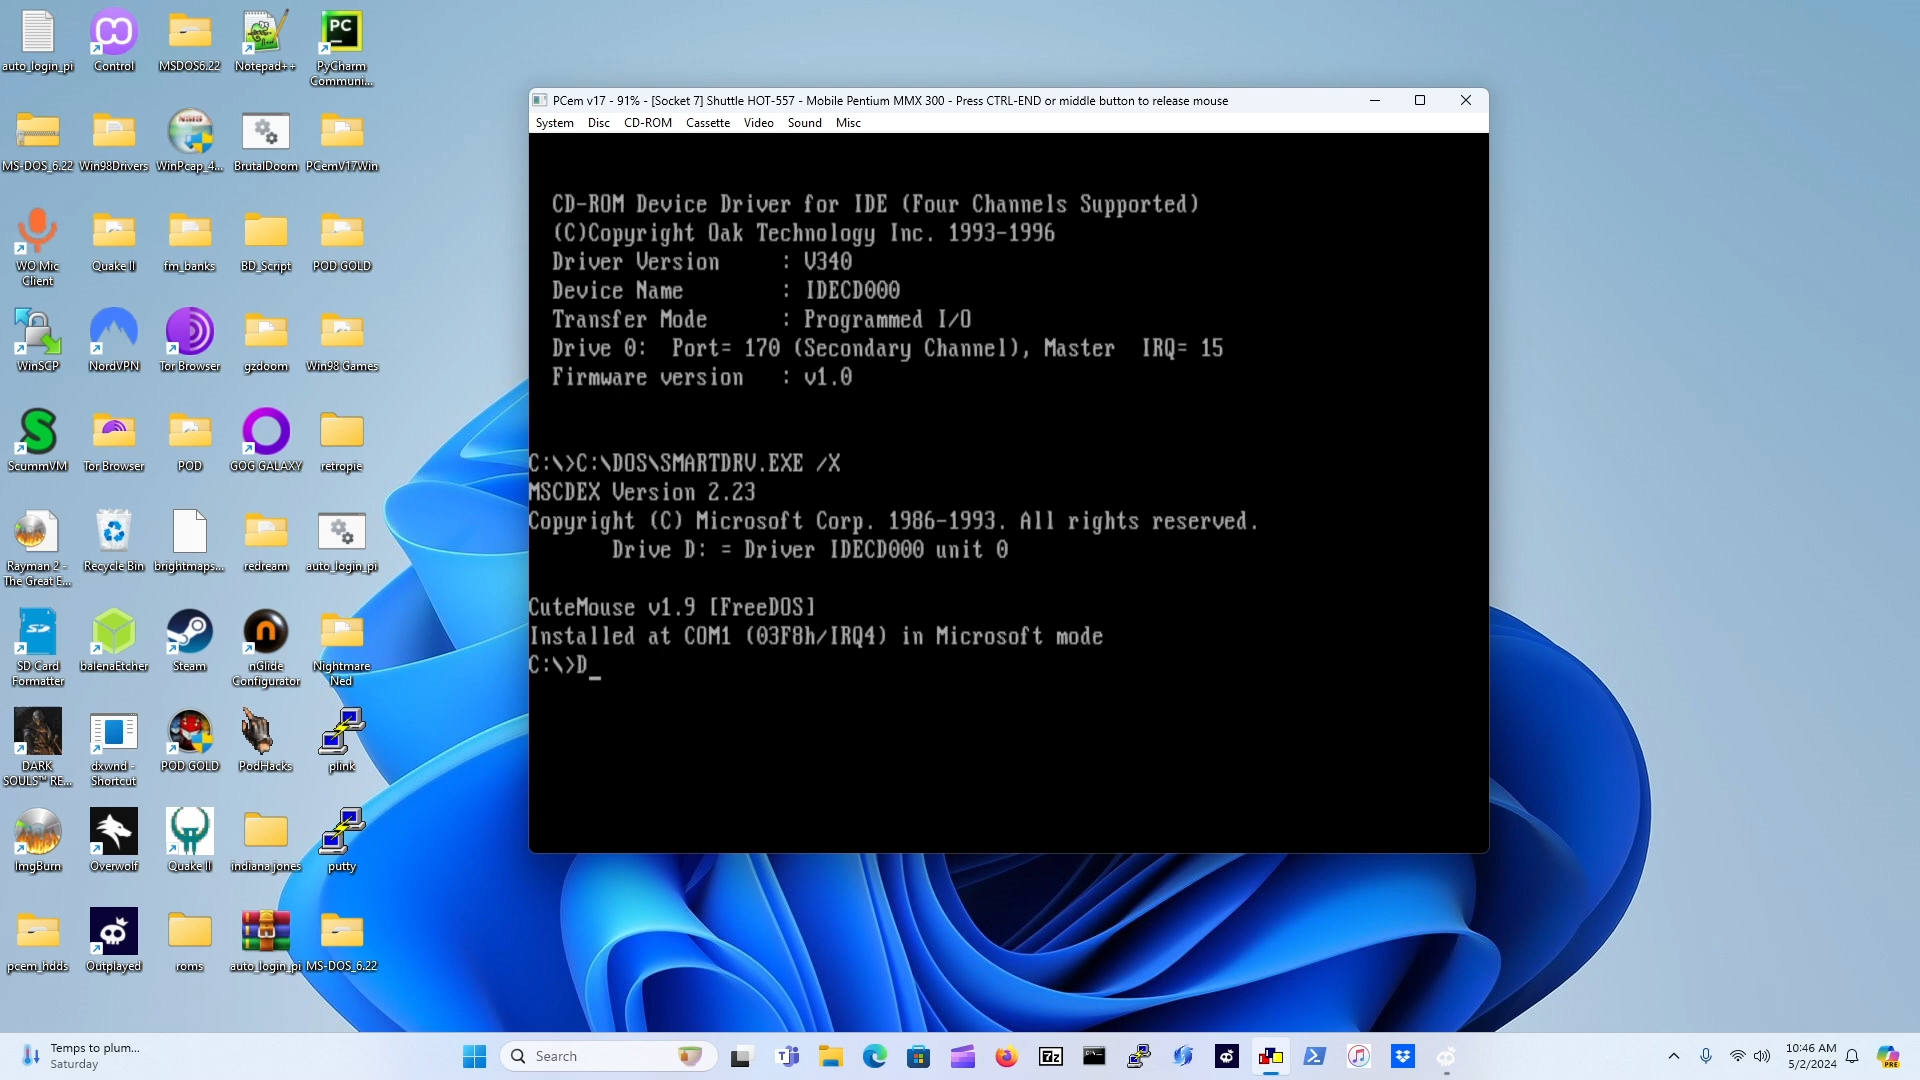 auto_login_pi
Control
MSDOS6.22
Notepad++
PyCharm
Communi...
MS-DOS_6.22
Win98Drivers
WinPcap_4...
BrutalDoom
PCemV17Win
WO Mic
Client
Quake II
fm_banks
BD_Script
POD GOLD
WinSCP
NordVPN
Tor Browser
gzdoom
Win98 Games
ScummVM
Tor Browser
POD
GOG GALAXY
retropie
Rayman 2 -
The Great E...
Recycle Bin
brightmaps...
redream
auto_login_pi
SD Card
Formatter
balenaEtcher
Steam
nGlide
Configurator
Nightmare
Ned
DARK
SOULS™ RE...
dxwnd -
Shortcut
POD GOLD
PodHacks
plink
ImgBurn
Overwolf
Quake II
indiana jones
putty
pcem_hdds
Outplayed
roms
auto_login_pi
MS-DOS_6.22
PCem v17 - 91% - [Socket 7] Shuttle HOT-557 - Mobile Pentium MMX 300 - Press CTRL-END or middle button to release mouse
System Disc CD-ROM Cassette Video Sound Misc
CD-ROM Device Driver for IDE (Four Channels Supported)
(C)Copyright Oak Technology Inc. 1993-1996
Driver Version : V340
Device Name : IDECD000
Transfer Mode : Programmed I/O
Drive 0: Port= 170 (Secondary Channel), Master IRQ= 15
Firmware version : v1.0
C:\>C:\DOS\SMARTDRV.EXE /X
MSCDEX Version 2.23
Copyright (C) Microsoft Corp. 1986-1993. All rights reserved.
Drive D: = Driver IDECD000 unit 0
CuteMouse v1.9 [FreeDOS]
Installed at COM1 (03F8h/IRQ4) in Microsoft mode
C:\>D_
Temps to plum...
Saturday
Search
10:46 AM
5/2/2024